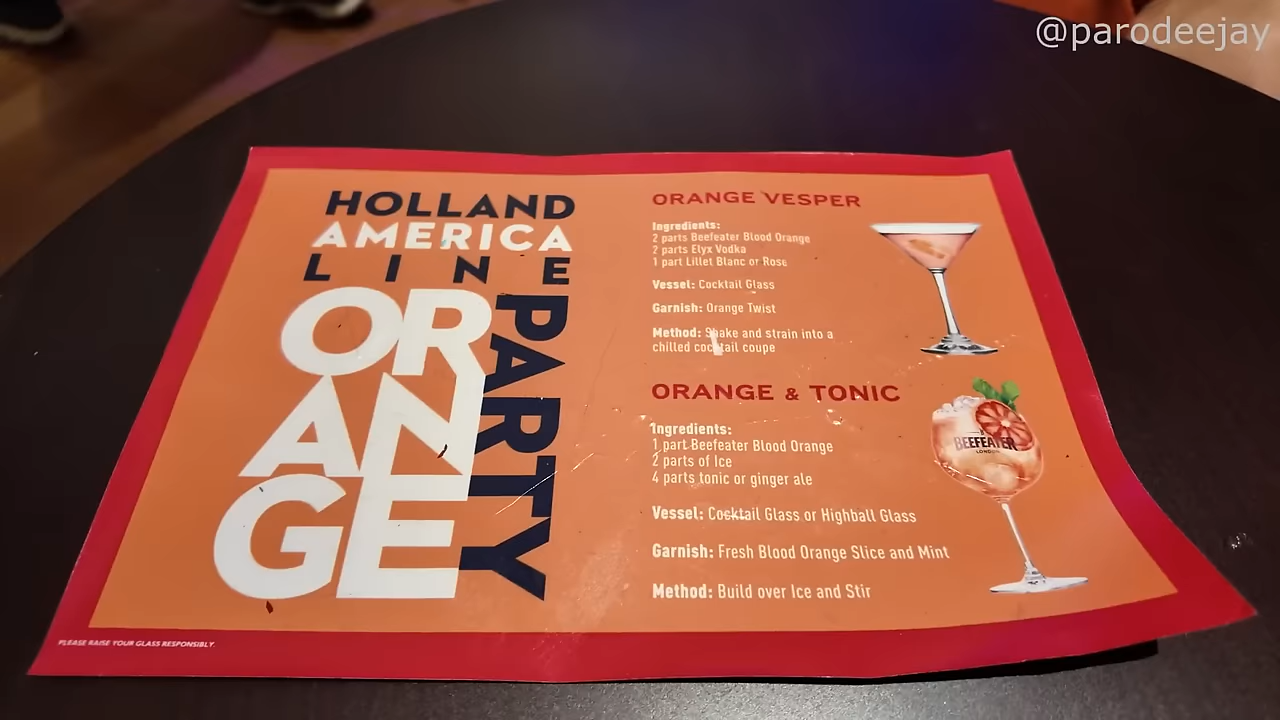 @parodeejay
HOLLAND
AMERICA
LINE
ORANGE
PARTY
PLEASE RAISE YOUR GLASS RESPONSIBLY.
ORANGE VESPER
Ingredients:
2 parts Beefeater Blood Orange
2 parts Elyx Vodka
1 part Lillet Blanc or Rose
Vessel: Cocktail Glass
Garnish: Orange Twist
Method: Shake and strain into a
chilled cocktail coupe
ORANGE & TONIC
Ingredients:
1 part Beefeater Blood Orange
2 parts of Ice
4 parts tonic or ginger ale
Vessel: Cocktail Glass or Highball Glass
Garnish: Fresh Blood Orange Slice and Mint
Method: Build over Ice and Stir
BEEFEATER
LONDON